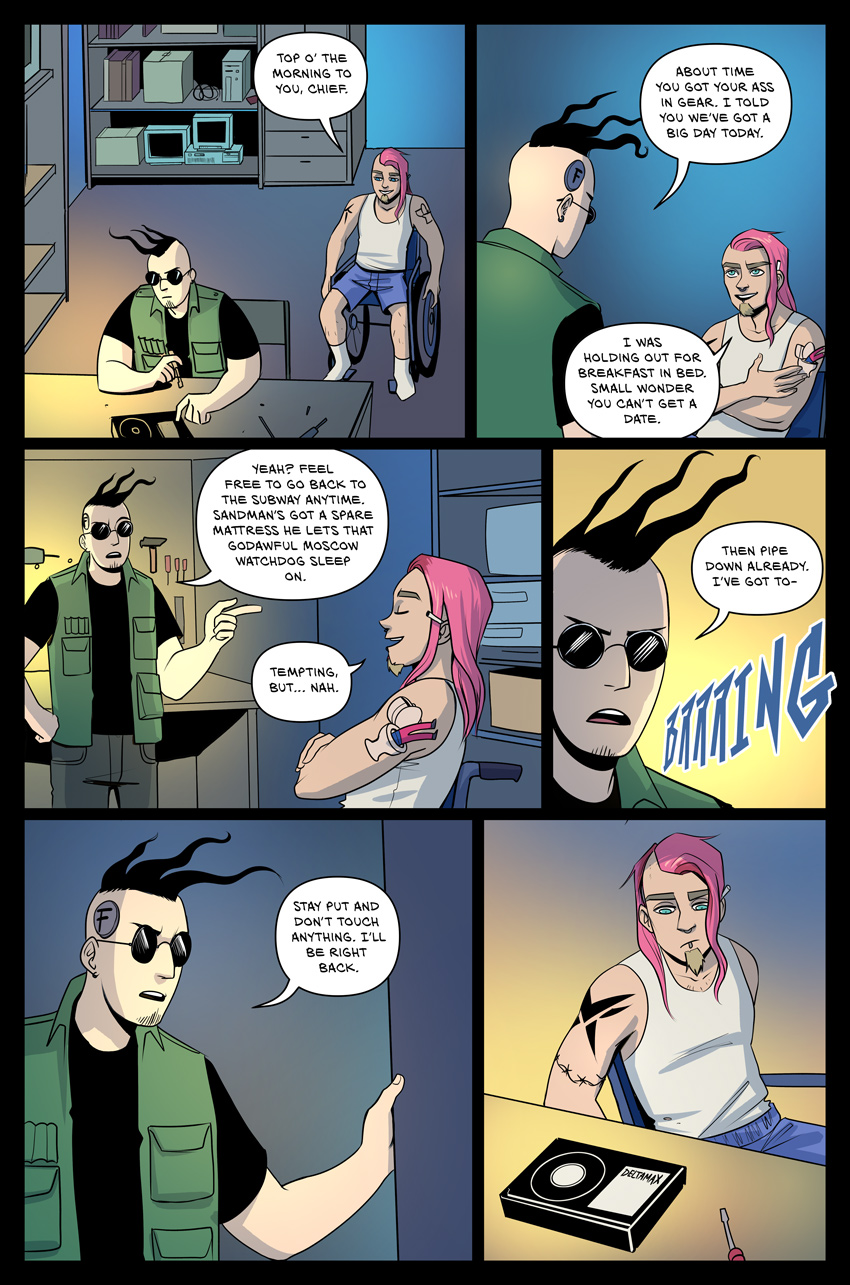 TOP O' THE
MORNING TO
YOU, CHIEF.
ABOUT TIME
YOU GOT YOUR ASS
IN GEAR. I TOLD
YOU WE'VE GOT A
BIG DAY TODAY.
F
I WAS
HOLDING OUT FOR
BREAKFAST IN BED.
SMALL WONDER
YOU CAN'T GET A
DATE.
YEAH? FEEL
FREE TO GO BACK TO
THE SUBWAY ANYTIME.
SANDMAN'S GOT A SPARE
MATTRESS HE LETS THAT
GODAWFUL MOSCOW
WATCHDOG SLEEP
ON.
F
TEMPTING,
BUT... NAH.
THEN PIPE
DOWN ALREADY.
I'VE GOT TO-
BRRRING
F
STAY PUT AND
DON'T TOUCH
ANYTHING. I'LL
BE RIGHT
BACK.
DELTAMAX